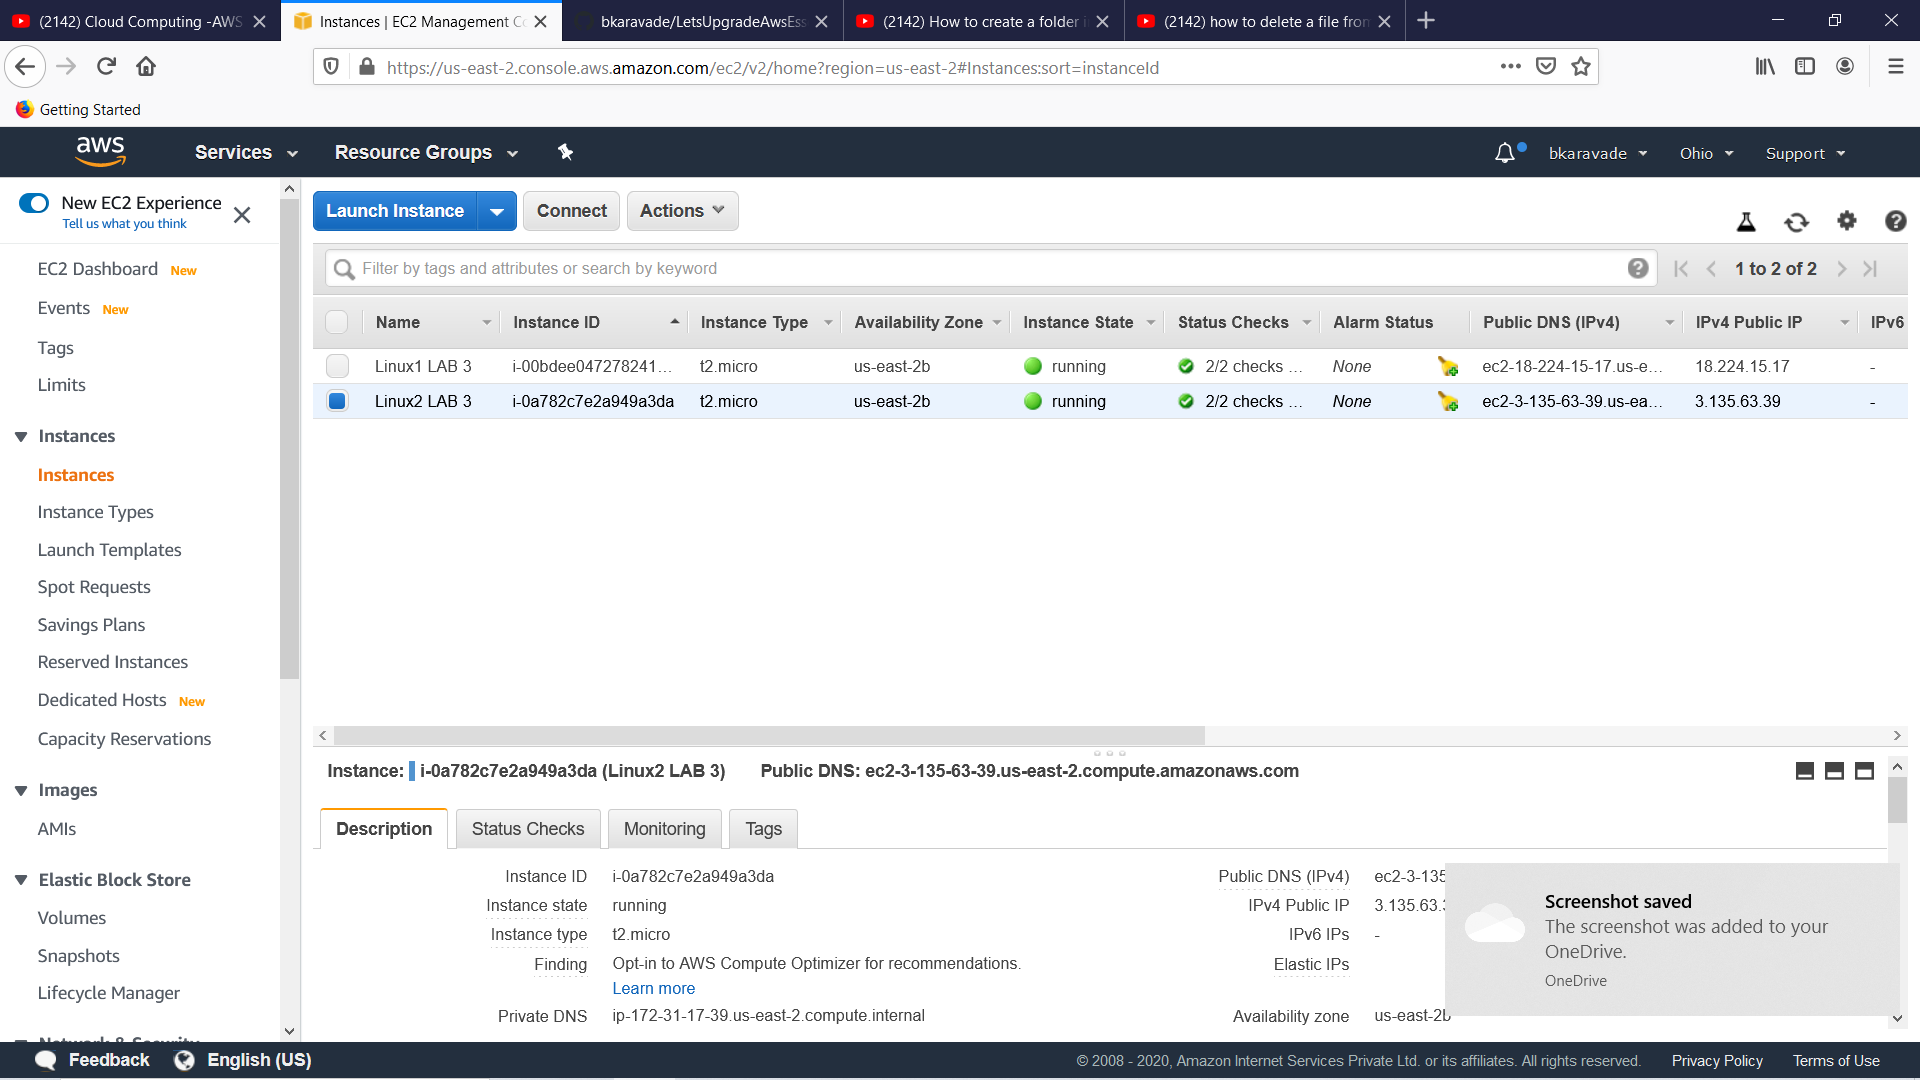 (2142) Cloud Computing -AWS
Instances | EC2 Management Co
bkaravade/LetsUpgradeAwsEss
(2142) How to create a folder i
(2142) how to delete a file from
https://us-east-2.console.aws.amazon.com/ec2/v2/home?region=us-east-2#Instances:sort=instanceId
Getting Started
aws
Services
Resource Groups
bkaravade
Ohio
Support
New EC2 Experience
Tell us what you think
Launch Instance
Connect
Actions
Filter by tags and attributes or search by keyword
1 to 2 of 2
Name
Instance ID
Instance Type
Availability Zone
Instance State
Status Checks
Alarm Status
Public DNS (IPv4)
IPv4 Public IP
IPv6
Linux1 LAB 3
i-00bdee047278241...
t2.micro
us-east-2b
running
2/2 checks ...
None
ec2-18-224-15-17.us-e...
18.224.15.17
-
Linux2 LAB 3
i-0a782c7e2a949a3da
t2.micro
us-east-2b
running
2/2 checks ...
None
ec2-3-135-63-39.us-ea...
3.135.63.39
-
EC2 Dashboard New
Events New
Tags
Limits
Instances
Instances
Instance Types
Launch Templates
Spot Requests
Savings Plans
Reserved Instances
Dedicated Hosts New
Capacity Reservations
Images
AMIs
Elastic Block Store
Volumes
Snapshots
Lifecycle Manager
Network & Security
Instance: i-0a782c7e2a949a3da (Linux2 LAB 3)
Public DNS: ec2-3-135-63-39.us-east-2.compute.amazonaws.com
Description
Status Checks
Monitoring
Tags
Instance ID
i-0a782c7e2a949a3da
Public DNS (IPv4)
ec2-3-135
Instance state
running
IPv4 Public IP
3.135.63.
Instance type
t2.micro
IPv6 IPs
-
Finding
Opt-in to AWS Compute Optimizer for recommendations.
Learn more
Elastic IPs
Private DNS
ip-172-31-17-39.us-east-2.compute.internal
Availability zone
us-east-2b
Screenshot saved
The screenshot was added to your
OneDrive.
OneDrive
Feedback
English (US)
© 2008 - 2020, Amazon Internet Services Private Ltd. or its affiliates. All rights reserved.
Privacy Policy
Terms of Use